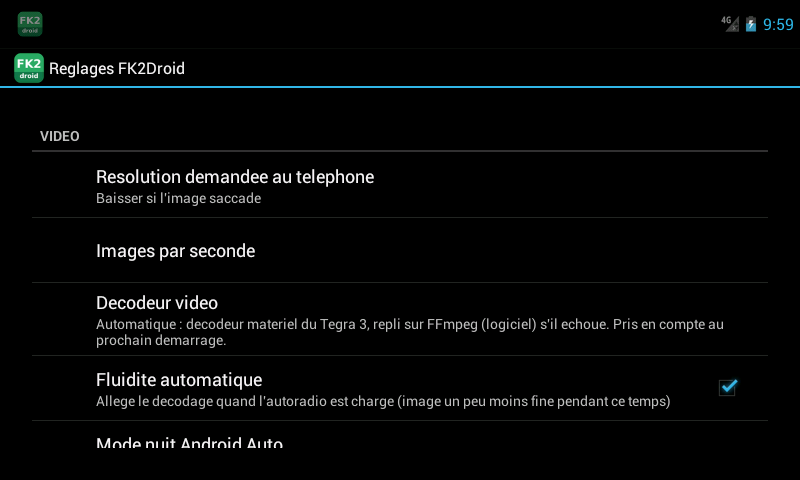 FK2
droid
4G
9:59
FK2
droid
Reglages FK2Droid
VIDEO
Resolution demandee au telephone
Baisser si l'image saccade
Images par seconde
Decodeur video
Automatique : decodeur materiel du Tegra 3, repli sur FFmpeg (logiciel) s'il echoue. Pris en compte au
prochain demarrage.
Fluidite automatique
Allege le decodage quand l'autoradio est charge (image un peu moins fine pendant ce temps)
Mode nuit Android Auto